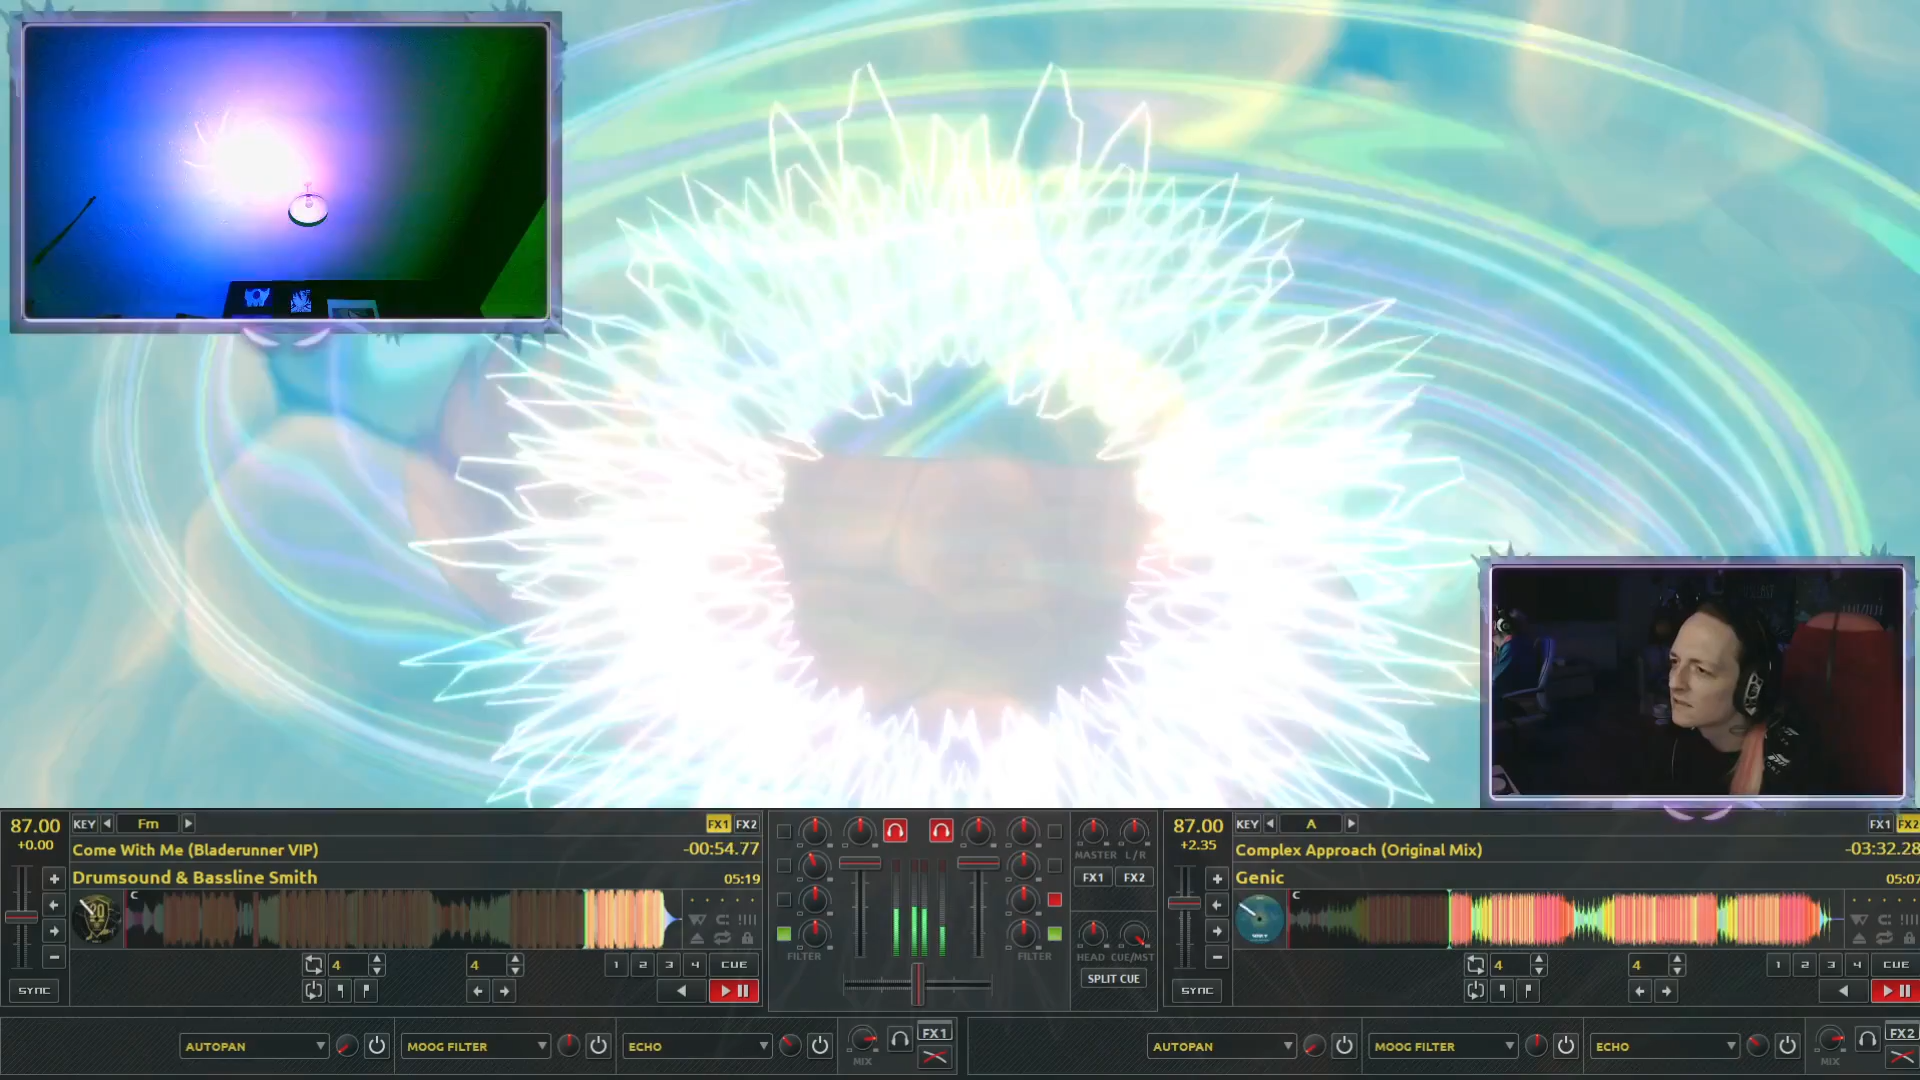 87.00
+0.00
KEY
Fm
FX1 FX2
Come With Me (Bladerunner VIP)
-00:54.77
Drumsound & Bassline Smith
05:19
C
4
4
1 2 3 4 CUE
SYNC
FILTER
FILTER
MASTER L/R
FX1 FX2
HEAD CUE/MST
SPLIT CUE
87.00
+2.35
KEY
A
FX1 FX2
Complex Approach (Original Mix)
-03:32.28
Genic
05:07
C
4
4
1 2 3 4 CUE
SYNC
AUTOPAN
MOOG FILTER
ECHO
MIX
FX1
AUTOPAN
MOOG FILTER
ECHO
MIX
FX2